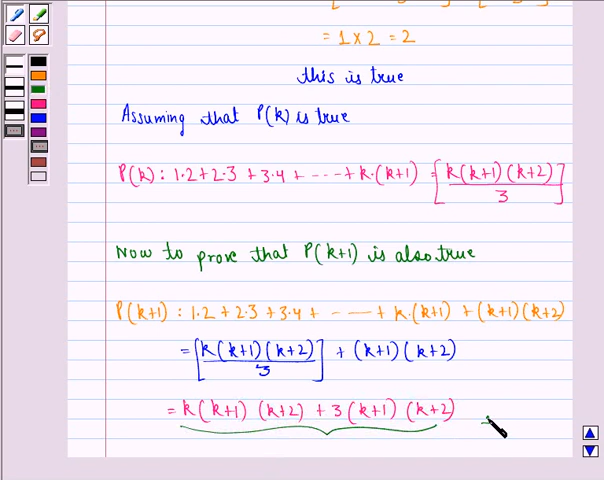 = 1 × 2 = 2
this is true
Assuming that P(k) is true
P(k) : 1·2 + 2·3 + 3·4 + ----- + k·(k+1) = [k(k+1)(k+2)/3]
Now to prove that P(k+1) is also true
P(k+1) : 1·2 + 2·3 + 3·4 + ----- + k·(k+1) + (k+1)(k+2)
= [k(k+1)(k+2)/3] + (k+1)(k+2)
= k(k+1)(k+2) + 3(k+1)(k+2)